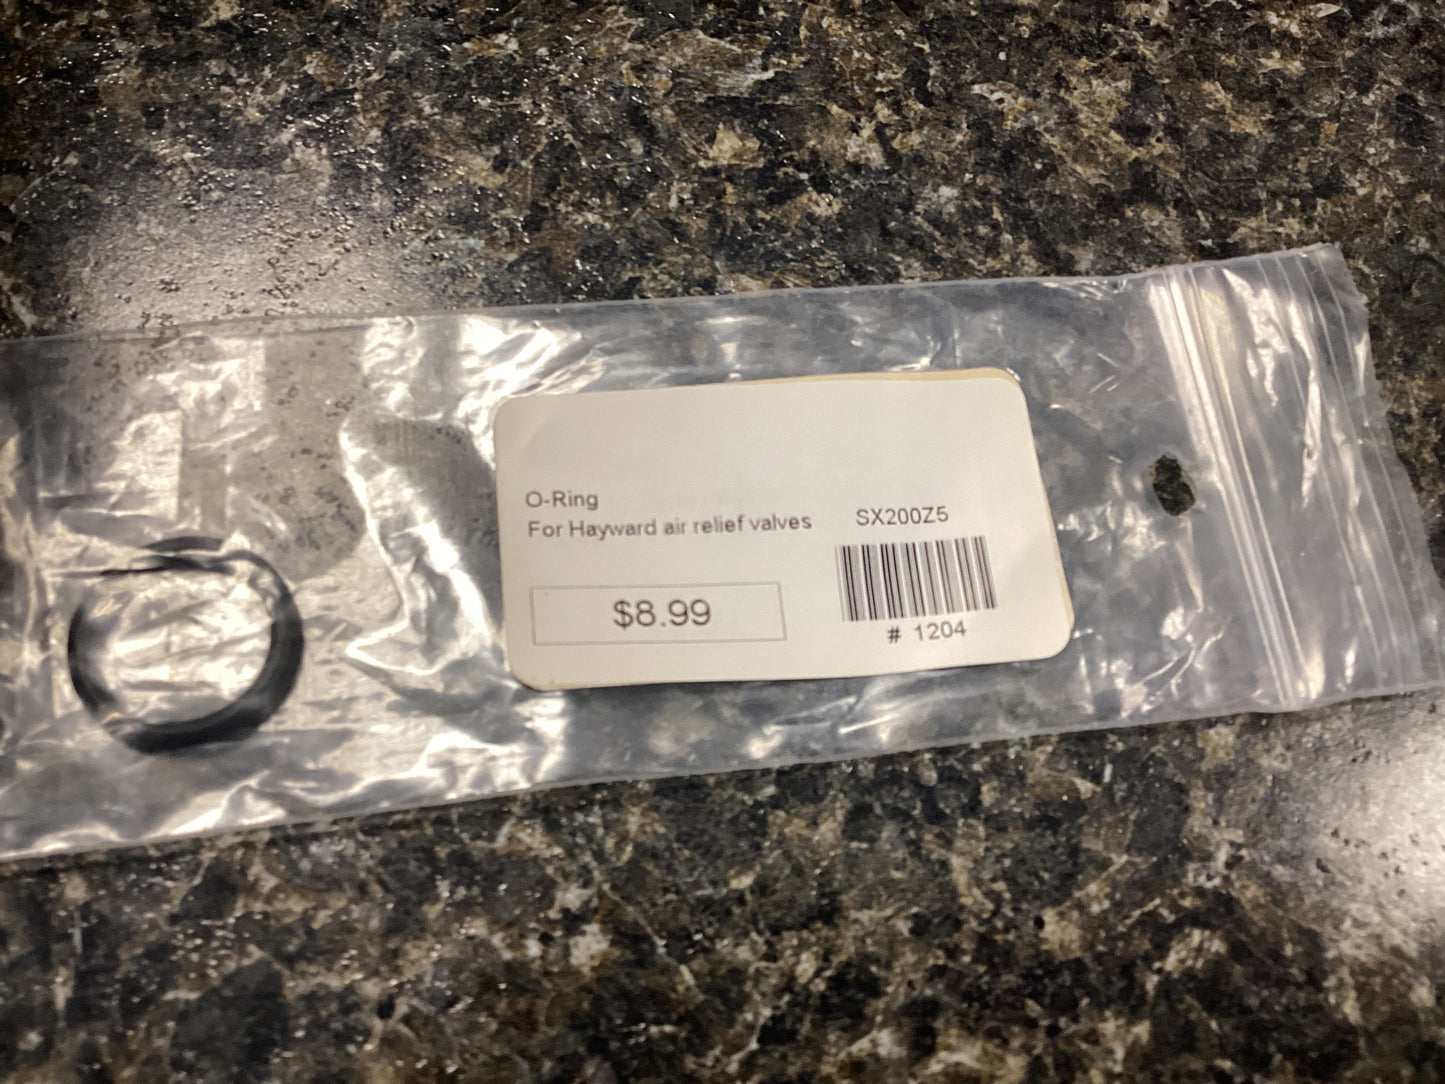 O-Ring
For Hayward air relief valves
SX200Z5
$8.99
# 1204